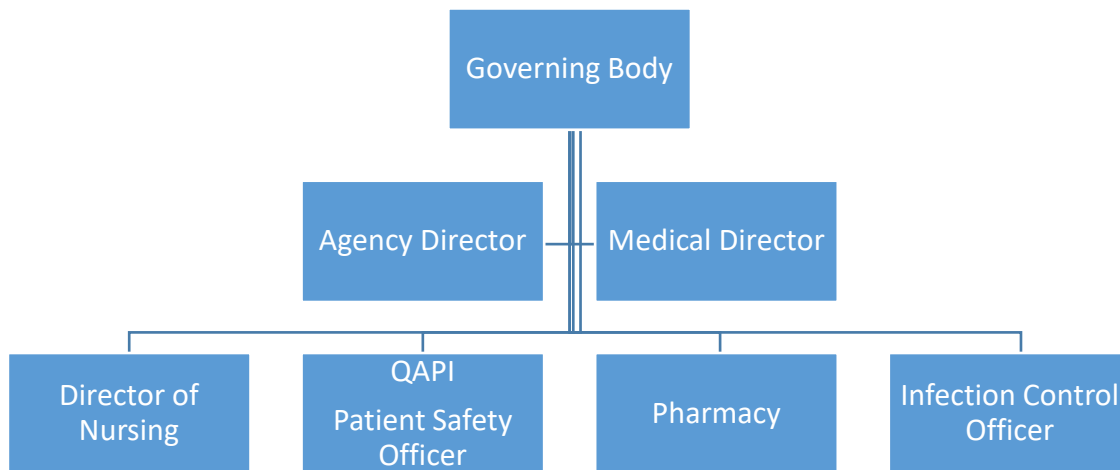 Governing Body
Agency Director
Medical Director
Director of
Nursing
QAPI
Patient Safety
Officer
Pharmacy
Infection Control
Officer